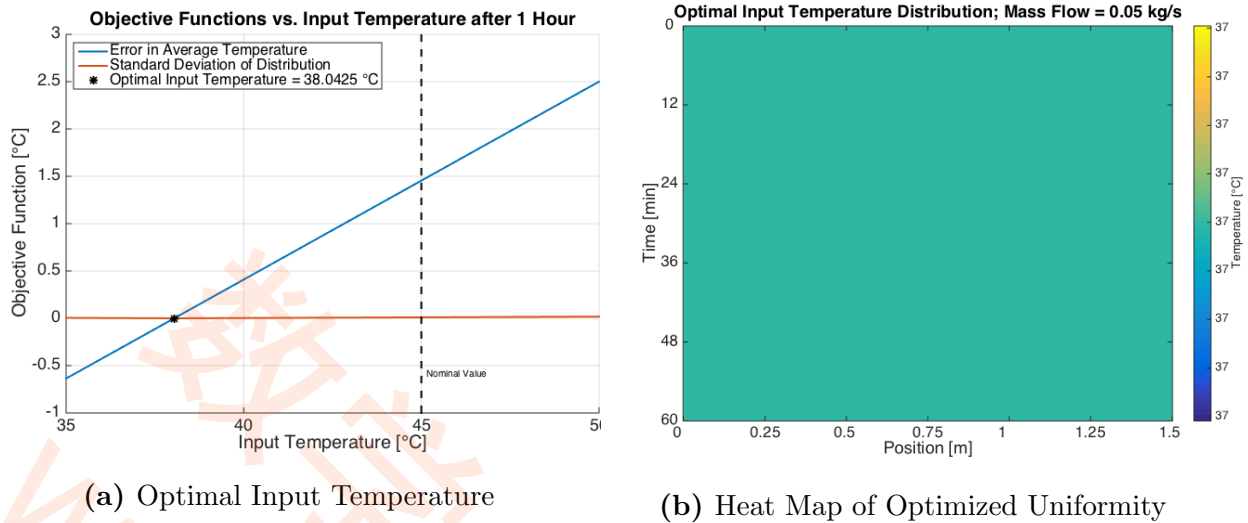 Objective Functions vs. Input Temperature after 1 Hour
3
2.5
2
1.5
1
0.5
0
-0.5
-1
Objective Function [°C]
Error in Average Temperature
Standard Deviation of Distribution
Optimal Input Temperature = 38.0425 °C
Nominal Value
35
40
45
50
Input Temperature [°C]
(a) Optimal Input Temperature
Optimal Input Temperature Distribution; Mass Flow = 0.05 kg/s
0
12
24
36
48
60
Time [min]
0
0.25
0.5
0.75
1
1.25
1.5
Position [m]
37
37
37
37
37
37
37
37
37
Temperature [°C]
(b) Heat Map of Optimized Uniformity
数学